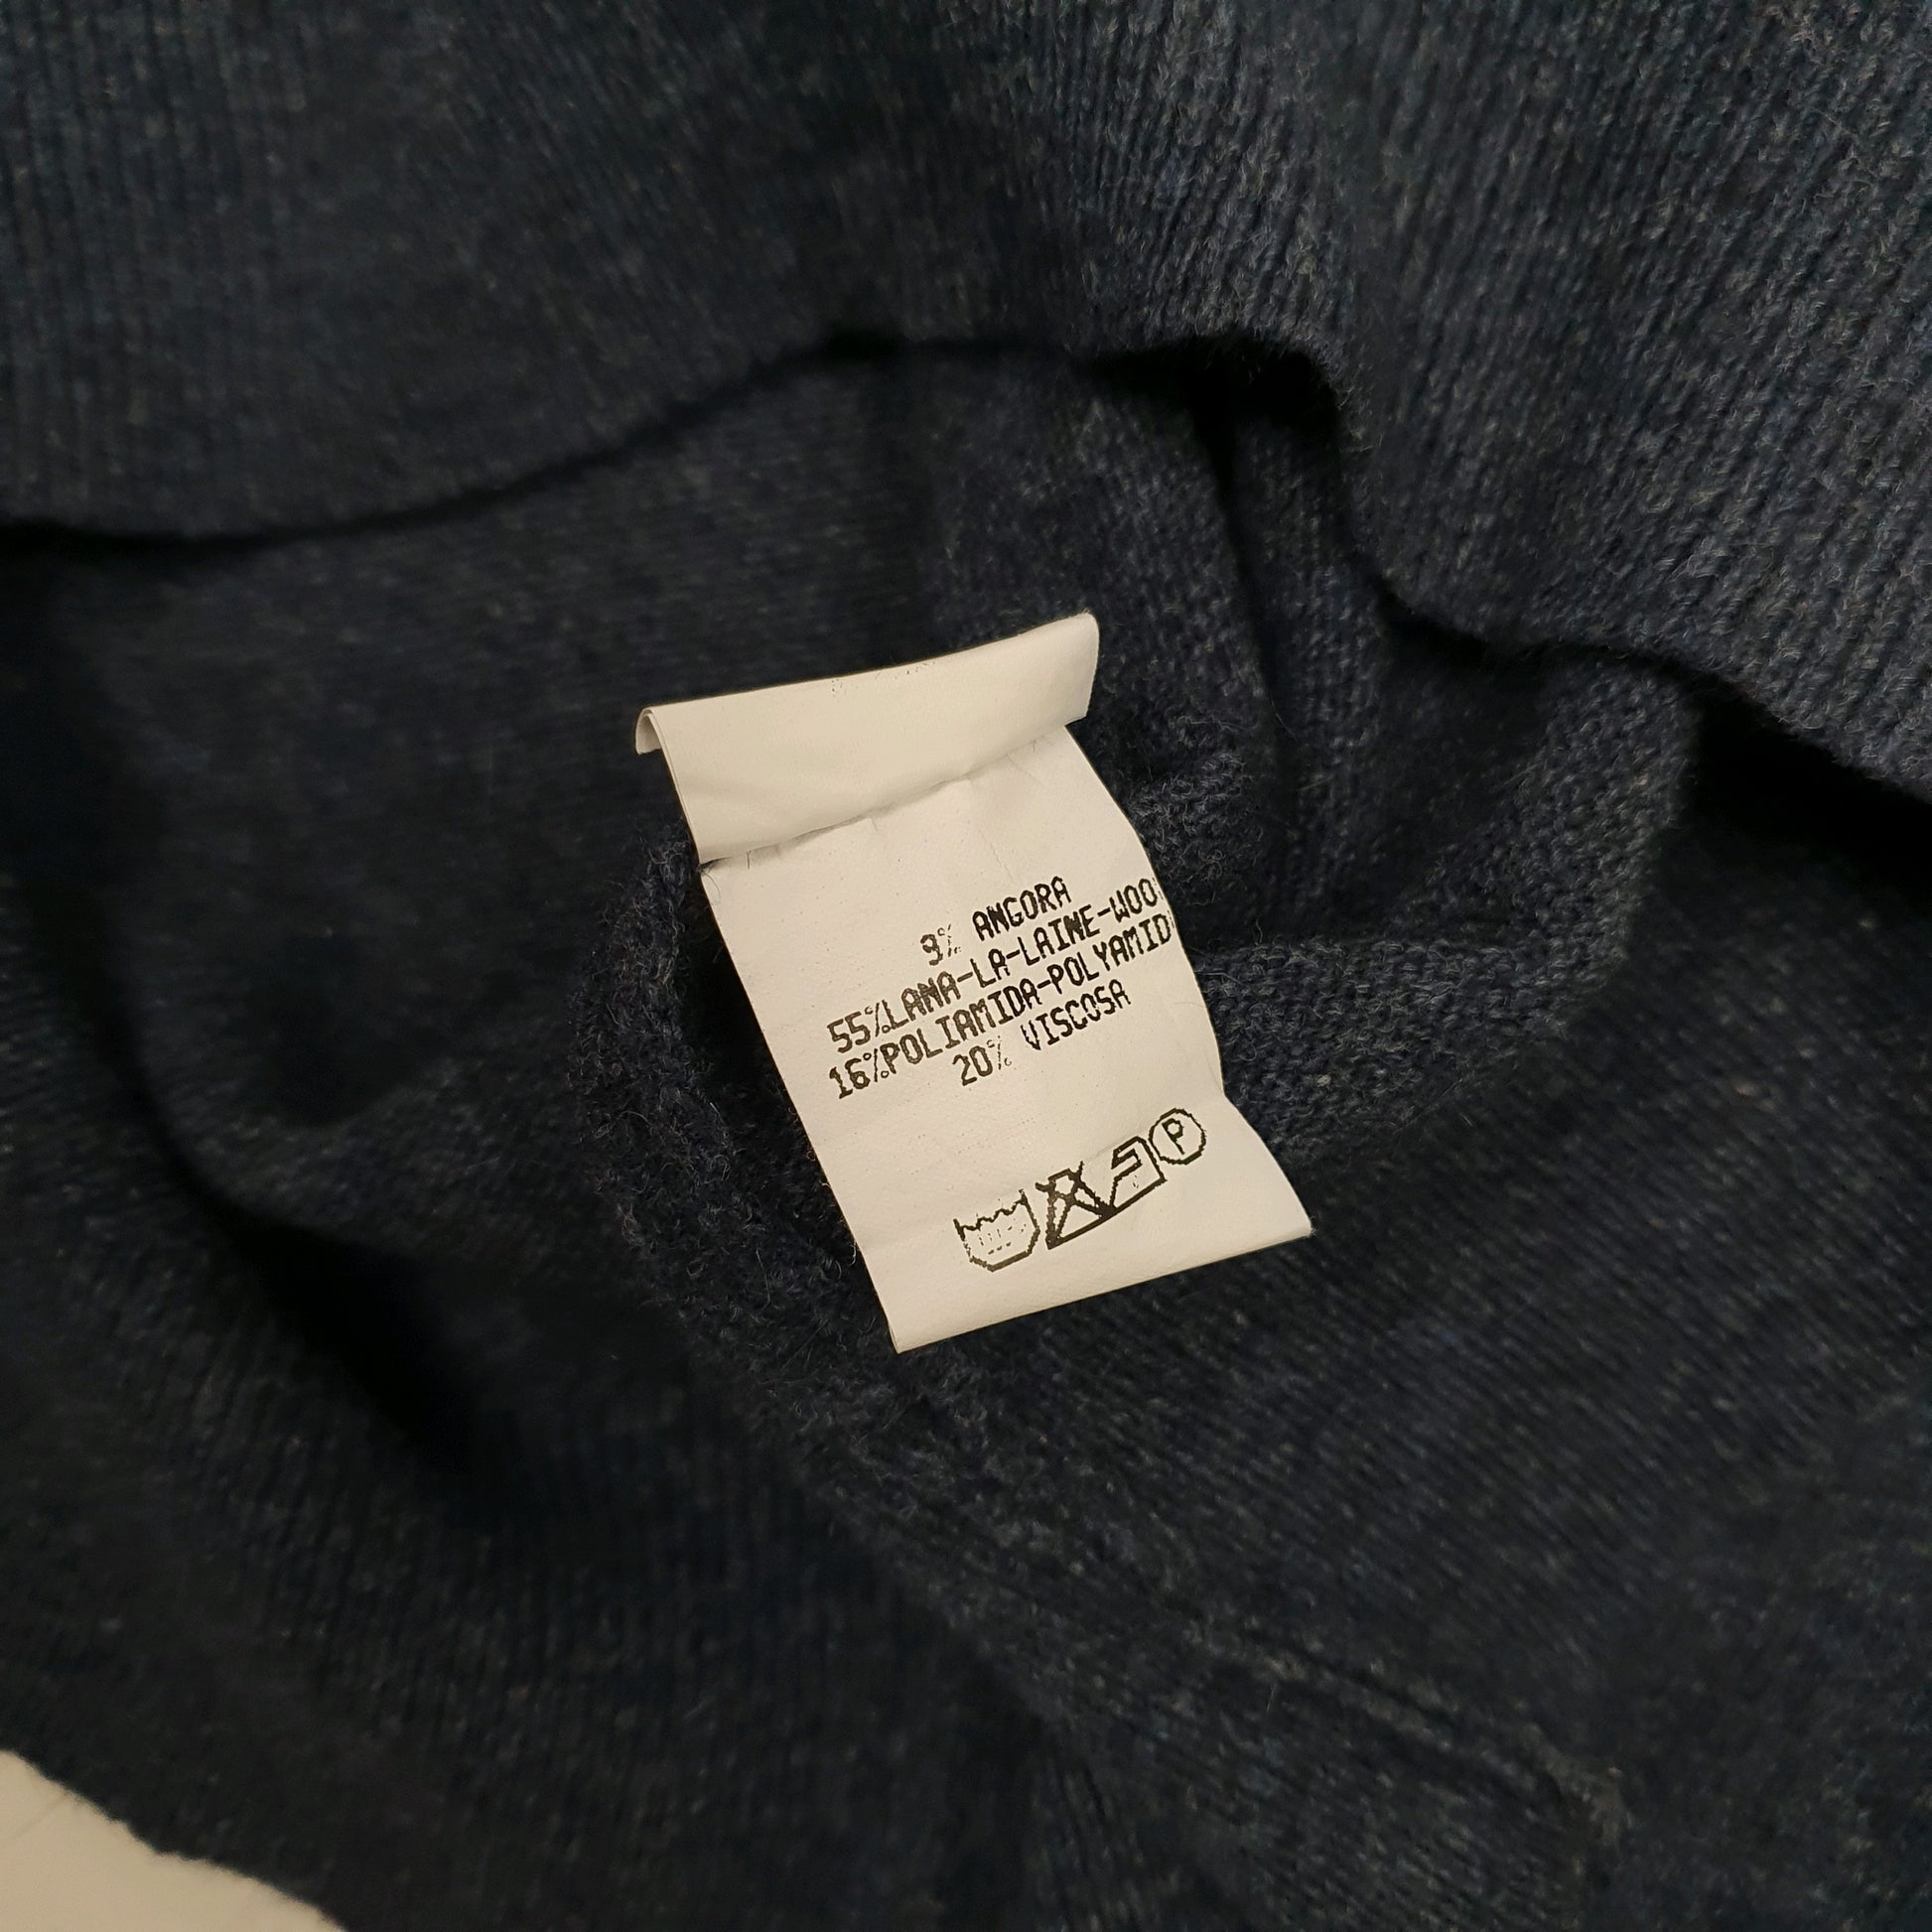 9% ANGORA
55%LANA-LA-LAINE-WOO
16%POLIAMIDA-POLYAMID
20% VISCOSA
P